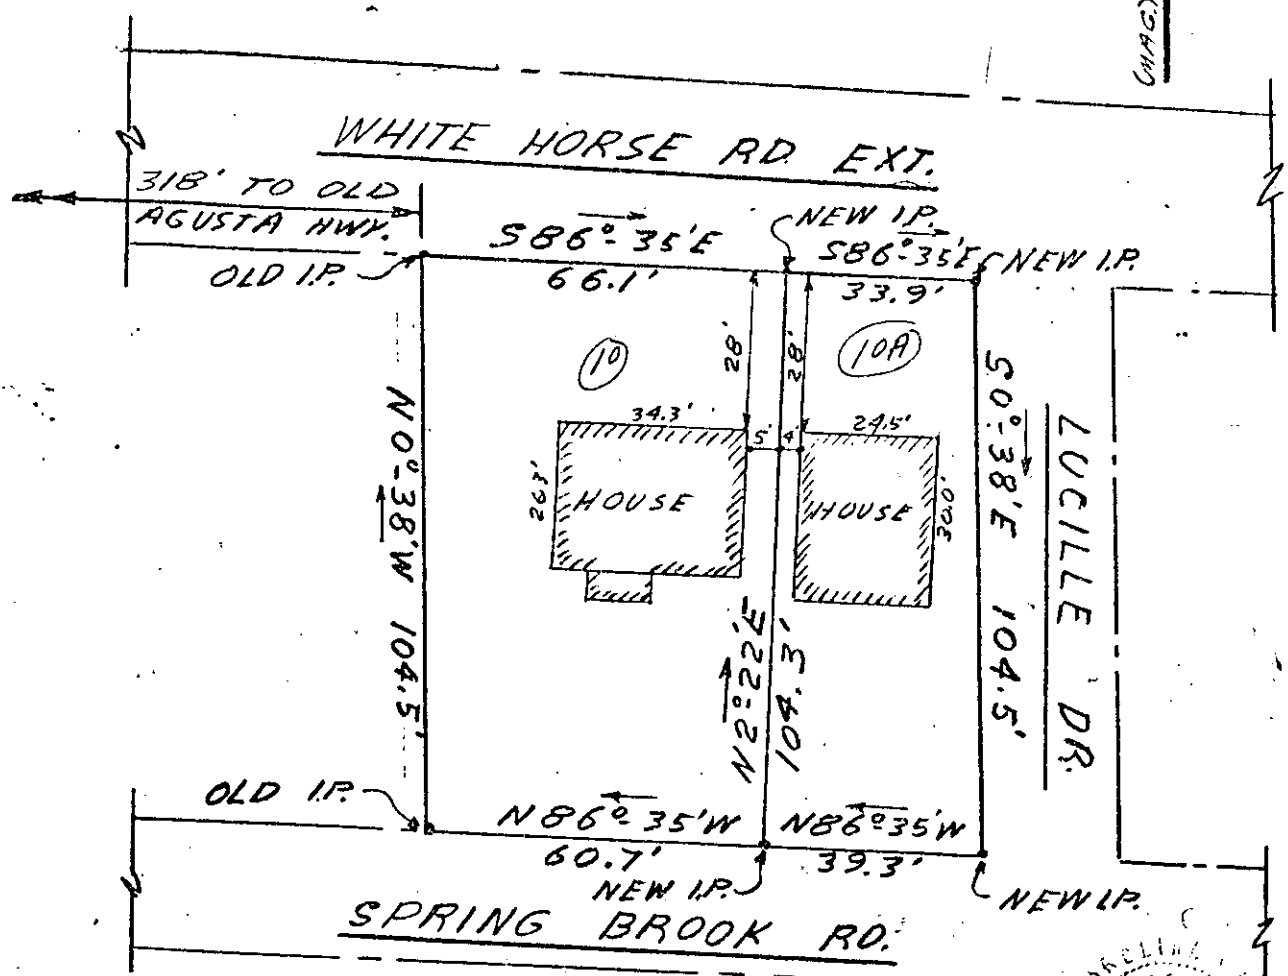 (MAG.)
WHITE HORSE RD. EXT.
318' TO OLD
AGUSTA HWY.
NEW I.P.
S86°-35'E
S86°-35'E
NEW I.P.
OLD I.P.
66.1'
33.9'
10
10A
28'
28'
34.3'
5'
4'
24.5'
26.3'
HOUSE
HOUSE
30.0'
N0°-38'W 104.5'
S0°-38'E 104.5'
LUCILLE DR.
N2°-22'E
104.3'
OLD I.P.
N86°-35'W
N86°35'W
60.7'
39.3'
NEW I.P.
NEW I.P.
SPRING BROOK RD.